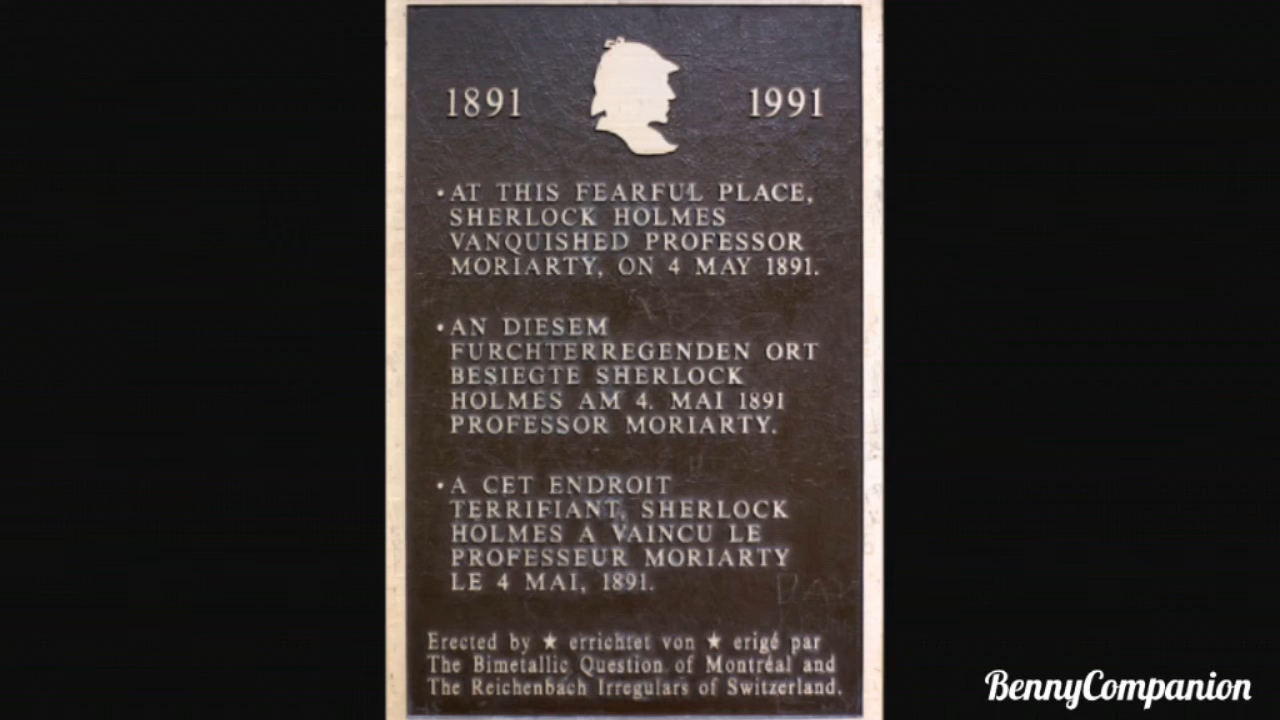 1891 1991
• AT THIS FEARFUL PLACE,
SHERLOCK HOLMES
VANQUISHED PROFESSOR
MORIARTY, ON 4 MAY 1891.
• AN DIESEM
FURCHTERREGENDEN ORT
BESIEGTE SHERLOCK
HOLMES AM 4. MAI 1891
PROFESSOR MORIARTY.
• A CET ENDROIT
TERRIFIANT, SHERLOCK
HOLMES A VAINCU LE
PROFESSEUR MORIARTY
LE 4 MAI, 1891.
Erected by ★ errichtet von ★ erigé par
The Bimetallic Question of Montréal and
The Reichenbach Irregulars of Switzerland.
BennyCompanion